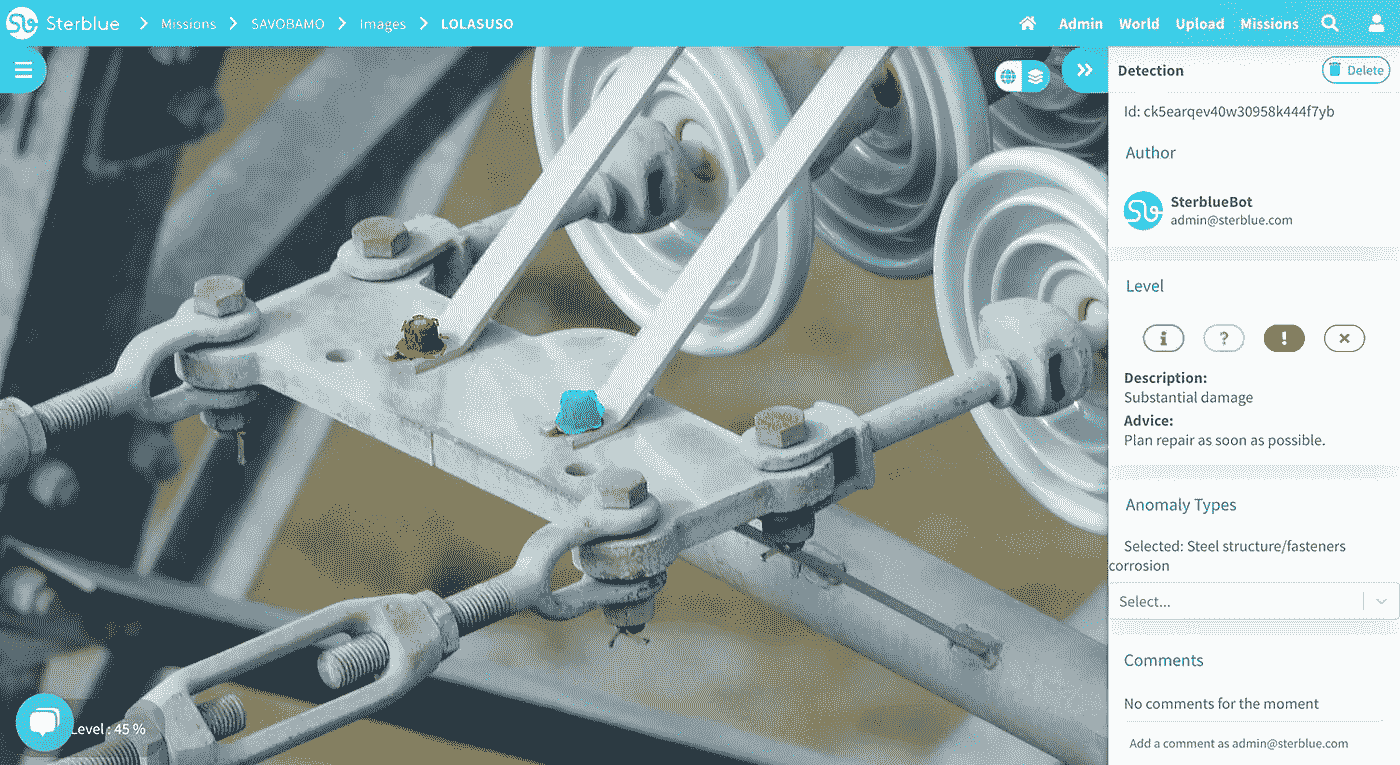 Sterblue
Missions
SAVOBAMO
Images
LOLASUSO
Admin
World
Upload
Missions
Detection
Delete
Id: ck5earqev40w30958k444f7yb
Author
SterblueBot
admin@sterblue.com
Level
i
?
!
Description:
Substantial damage
Advice:
Plan repair as soon as possible.
Anomaly Types
Selected: Steel structure/fasteners
corrosion
Select...
Comments
No comments for the moment
Add a comment as admin@sterblue.com
Level : 45 %